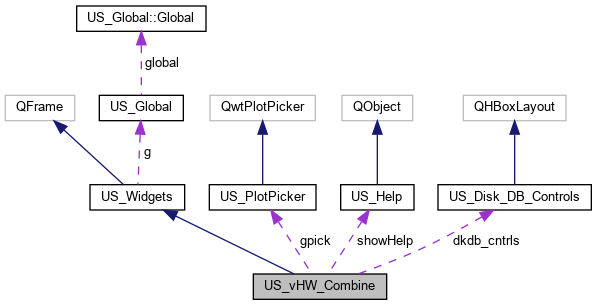 US_Global::Global
global
QFrame
US_Global
QwtPlotPicker
QObject
QHBoxLayout
g
US_Widgets
US_PlotPicker
US_Help
US_Disk_DB_Controls
gpick
showHelp
dkdb_cntrls
US_vHW_Combine